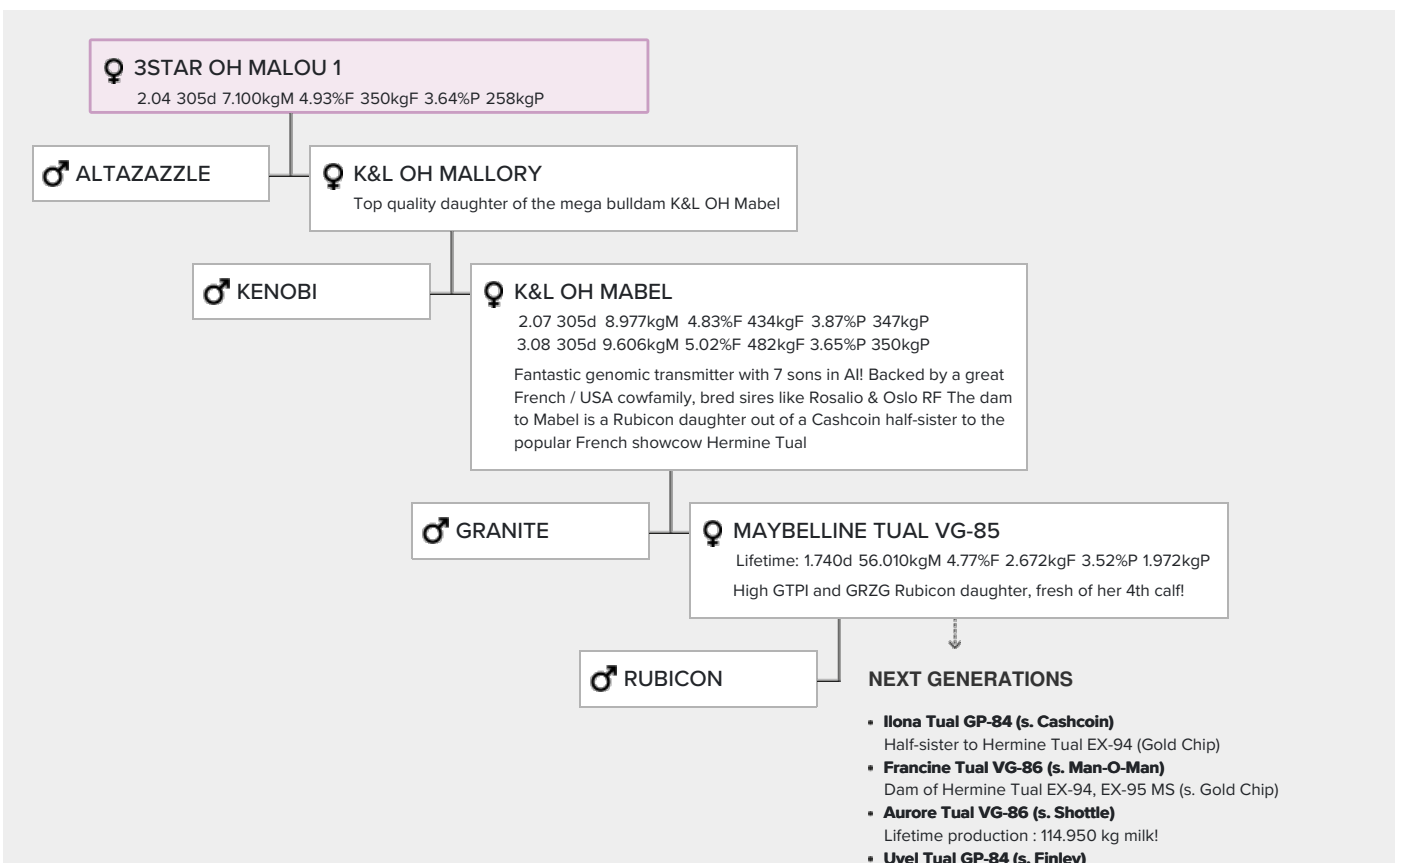 3STAR OH MALOU 1
2.04 305d 7.100kgM 4.93%F 350kgF 3.64%P 258kgP
ALTAZAZZLE
K&L OH MALLORY
Top quality daughter of the mega bulldam K&L OH Mabel
KENOBI
K&L OH MABEL
2.07 305d 8.977kgM 4.83%F 434kgF 3.87%P 347kgP
3.08 305d 9.606kgM 5.02%F 482kgF 3.65%P 350kgP
Fantastic genomic transmitter with 7 sons in AI! Backed by a great
French / USA cowfamily, bred sires like Rosalio & Oslo RF The dam
to Mabel is a Rubicon daughter out of a Cashcoin half-sister to the
popular French showcow Hermine Tual
GRANITE
MAYBELLINE TUAL VG-85
Lifetime: 1.740d 56.010kgM 4.77%F 2.672kgF 3.52%P 1.972kgP
High GTPI and GRZG Rubicon daughter, fresh of her 4th calf!
RUBICON
NEXT GENERATIONS
• Ilona Tual GP-84 (s. Cashcoin)
Half-sister to Hermine Tual EX-94 (Gold Chip)
• Francine Tual VG-86 (s. Man-O-Man)
Dam of Hermine Tual EX-94, EX-95 MS (s. Gold Chip)
• Aurore Tual VG-86 (s. Shottle)
Lifetime production : 114.950 kg milk!
• Uvel Tual GP-84 (s. Finley)